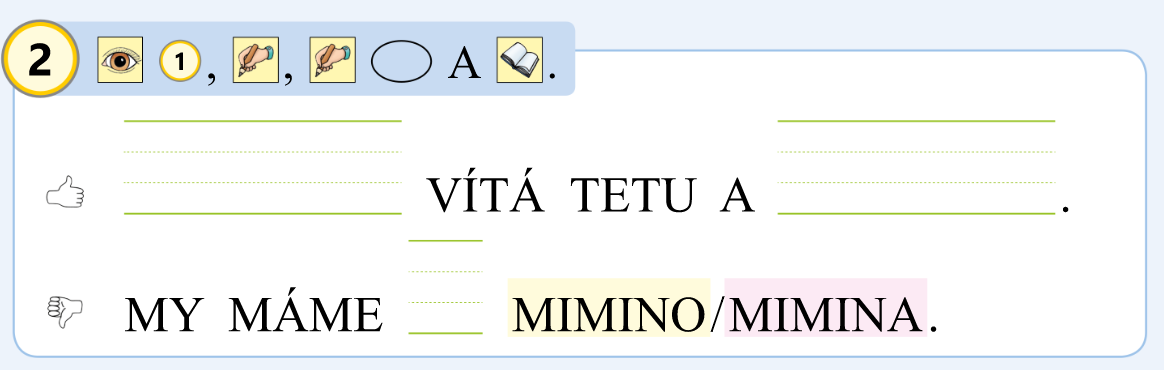 2 1, , A .
VÍTÁ TETU A .
MY MÁME MIMINO/MIMINA.